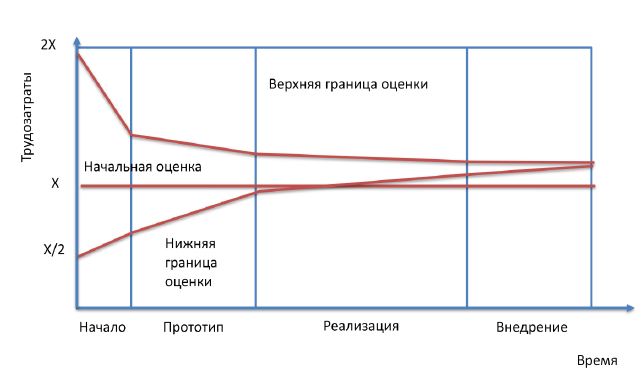 2X
Трудозатраты
Верхняя граница оценки
Начальная оценка
X
X/2
Нижняя
граница
оценки
Начало
Прототип
Реализация
Внедрение
Время